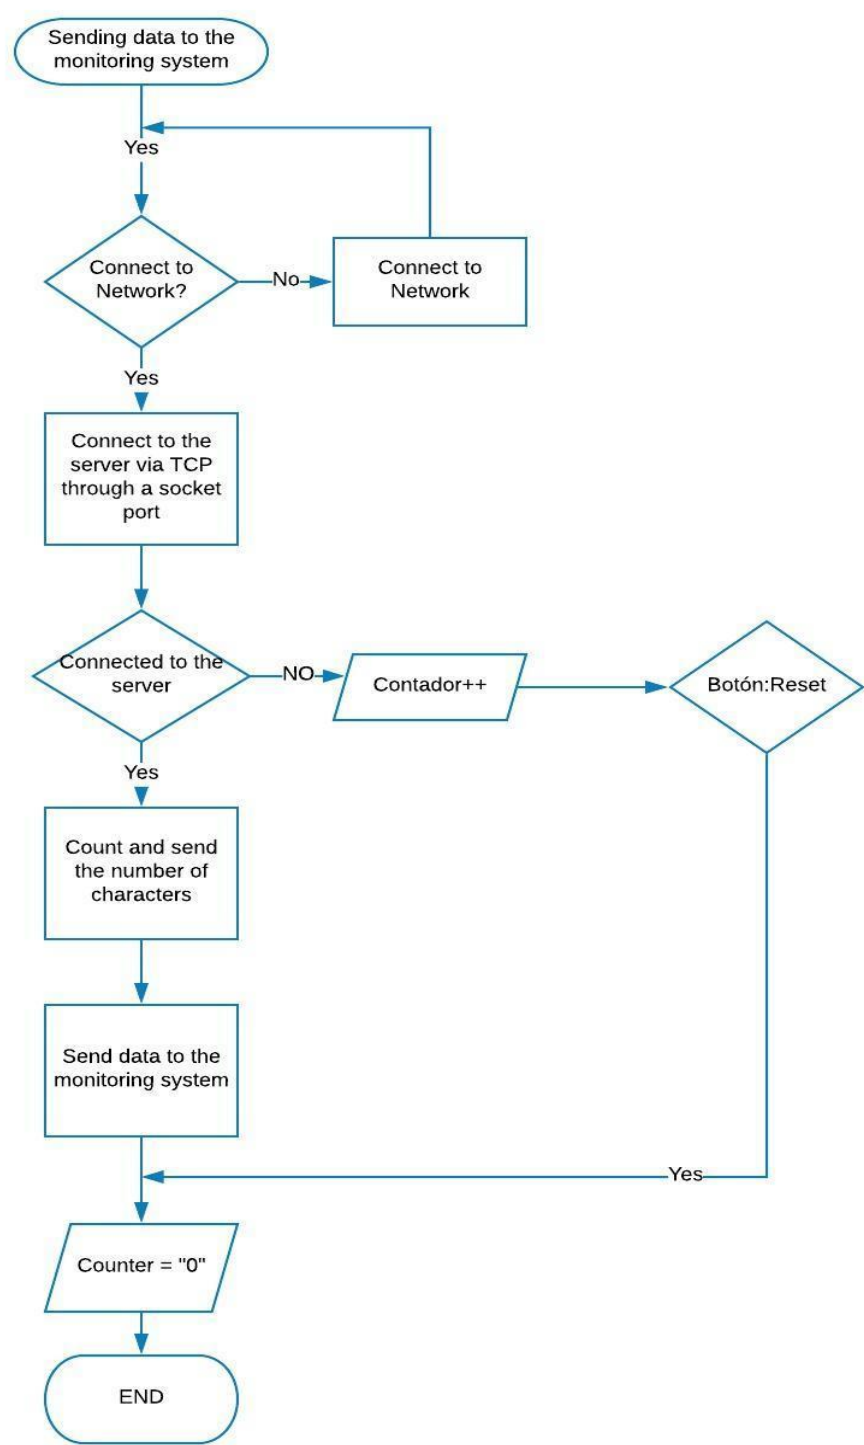 Sending data to the
monitoring system
Yes
Connect to
Network?
No
Connect to
Network
Yes
Connect to the
server via TCP
through a socket
port
Connected to the
server
NO
Contador++
Botón:Reset
Yes
Count and send
the number of
characters
Send data to the
monitoring system
Yes
Counter = "0"
END